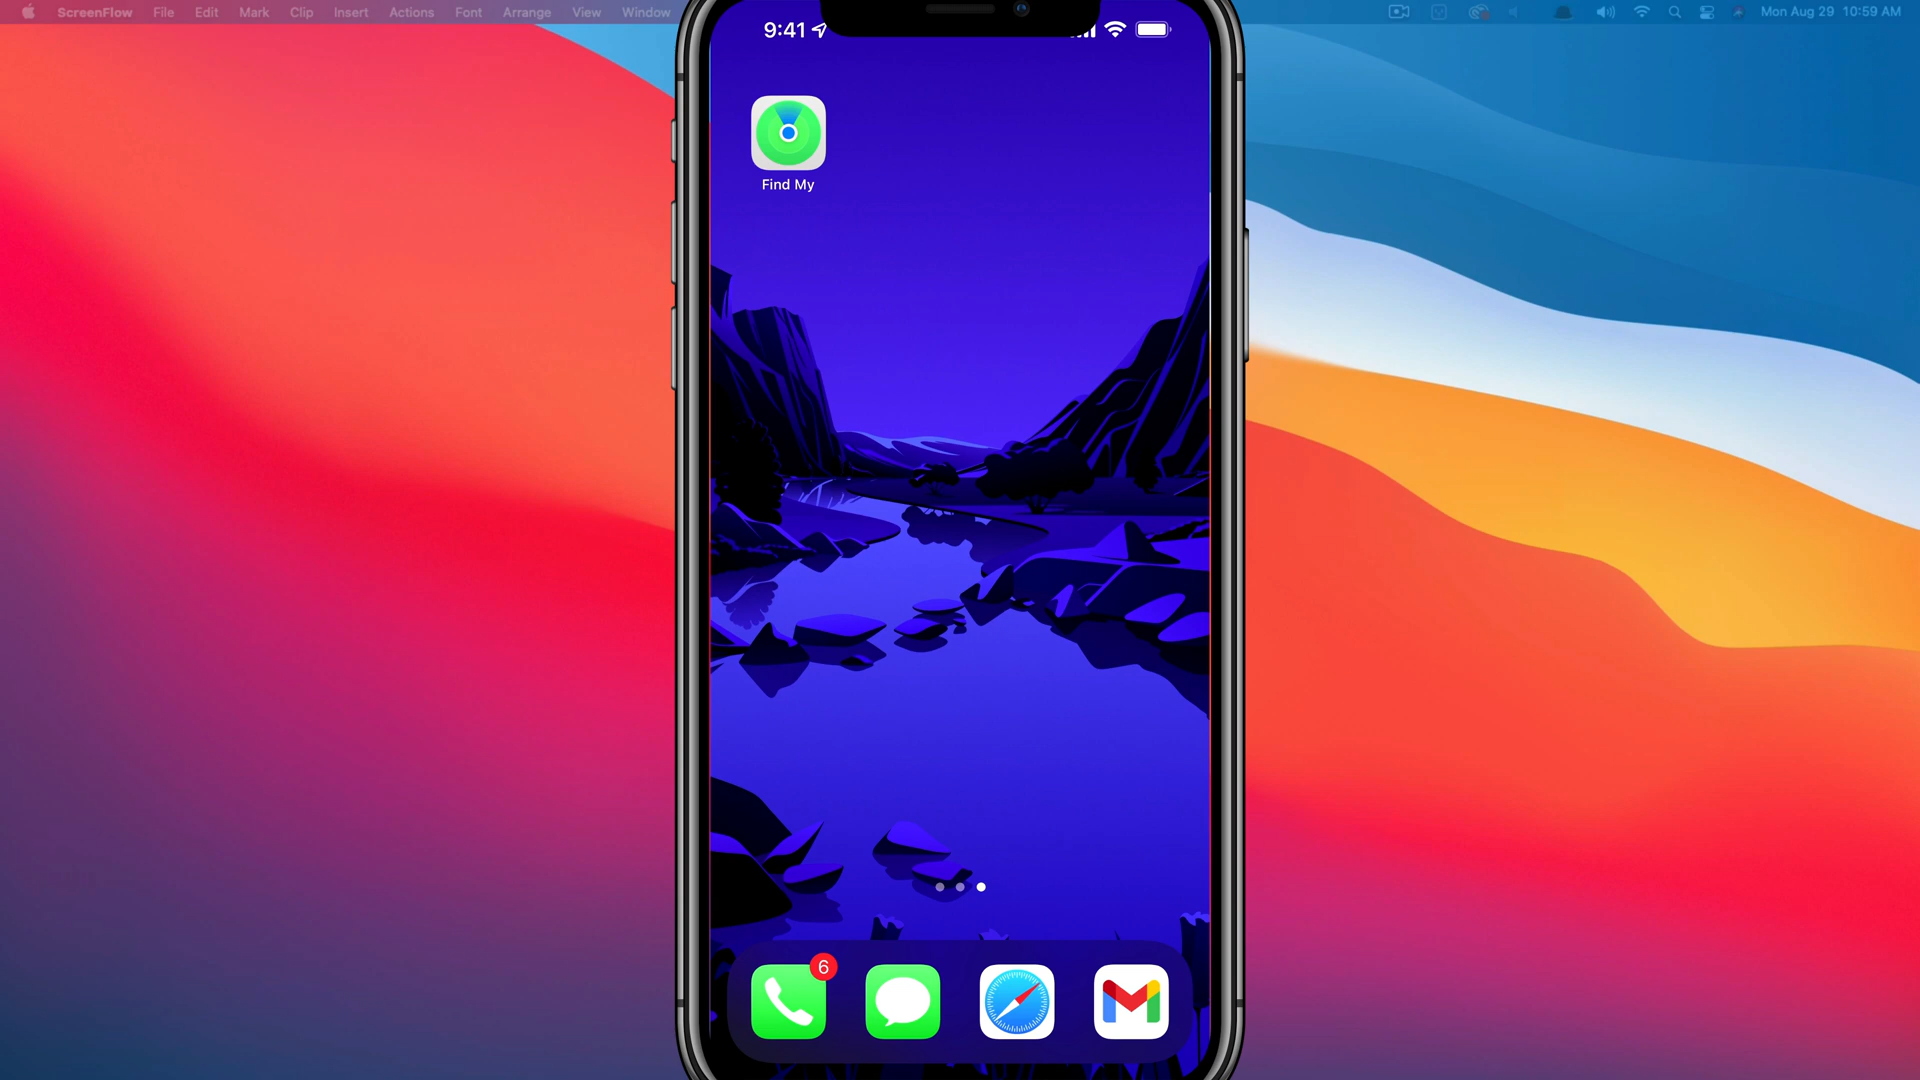 ScreenFlow File Edit Mark Clip Insert Actions Font Arrange View Window
Mon Aug 29 10:59 AM
9:41
Find My
6